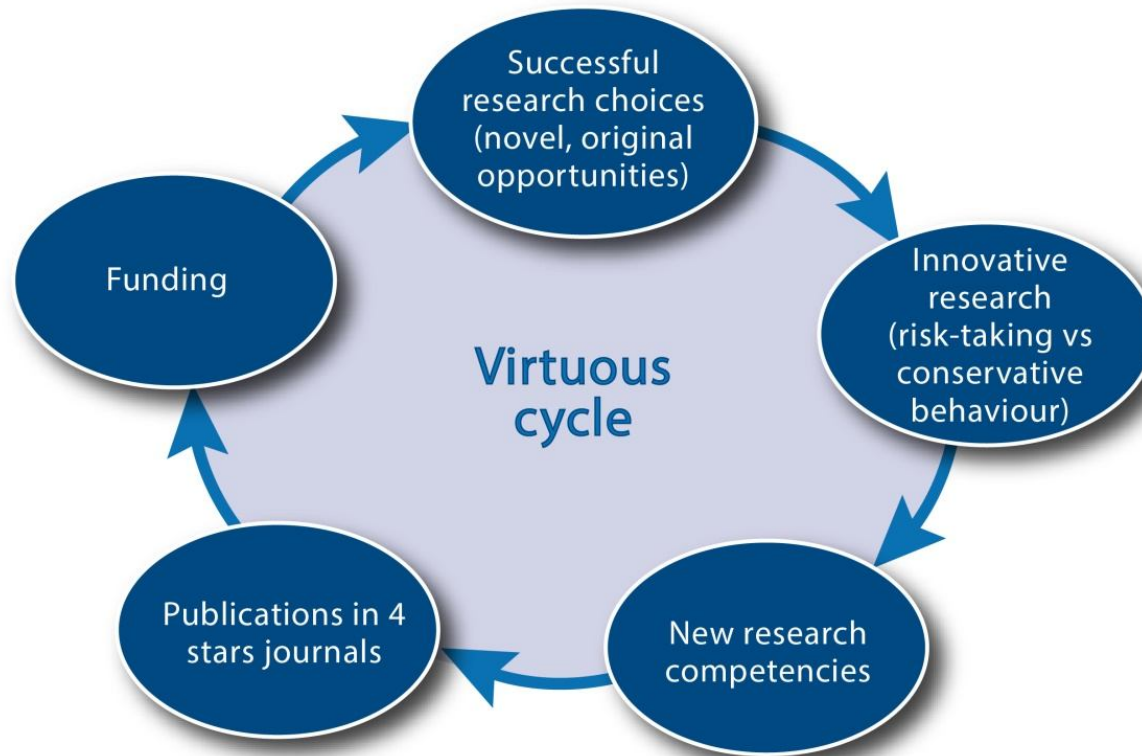 Successful
research choices
(novel, original
opportunities)
Innovative
research
(risk-taking vs
conservative
behaviour)
New research
competencies
Publications in 4
stars journals
Funding
Virtuous
cycle